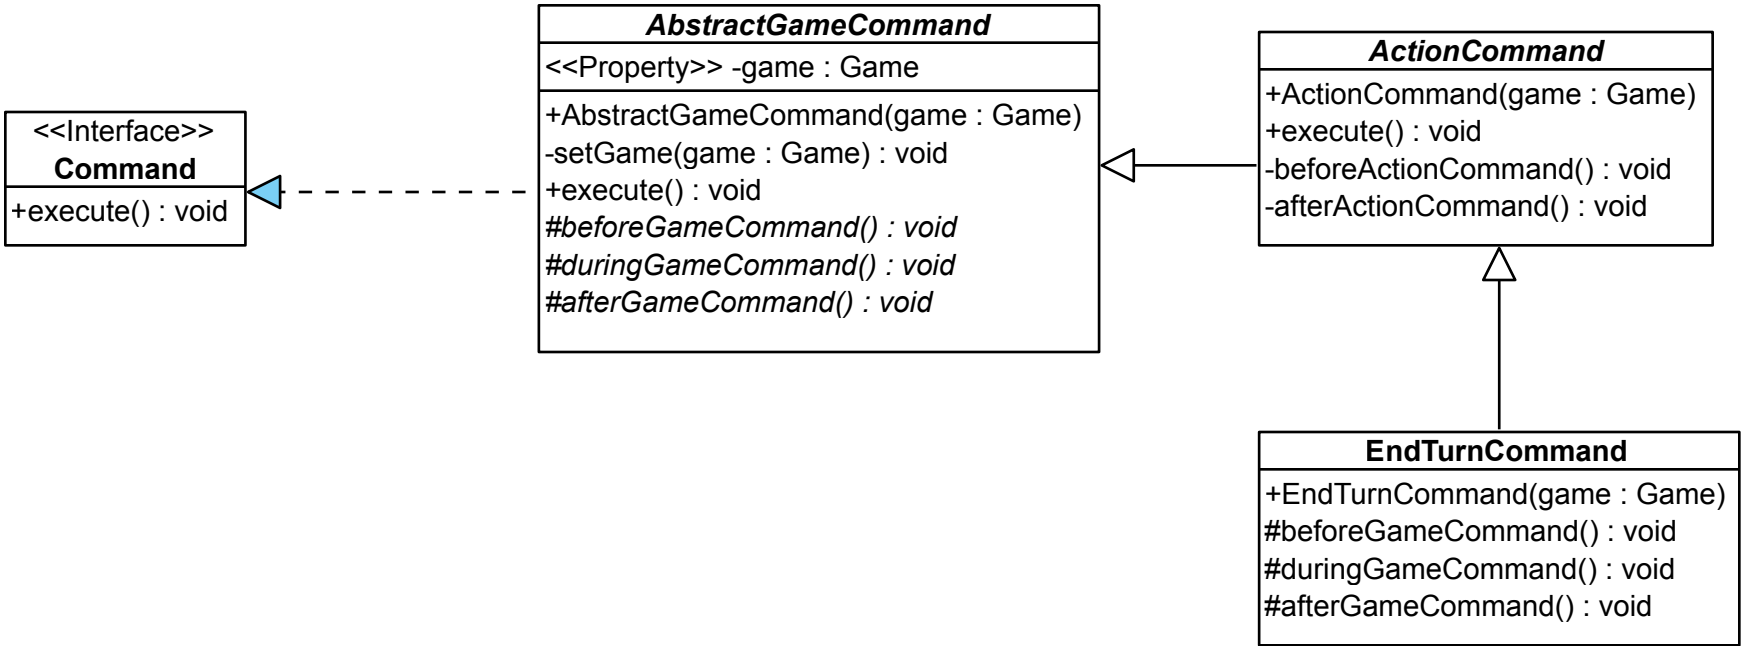 <<Interface>>
Command
+execute() : void
AbstractGameCommand
<<Property>> -game : Game
+AbstractGameCommand(game : Game)
-setGame(game : Game) : void
+execute() : void
#beforeGameCommand() : void
#duringGameCommand() : void
#afterGameCommand() : void
ActionCommand
+ActionCommand(game : Game)
+execute() : void
-beforeActionCommand() : void
-afterActionCommand() : void
EndTurnCommand
+EndTurnCommand(game : Game)
#beforeGameCommand() : void
#duringGameCommand() : void
#afterGameCommand() : void